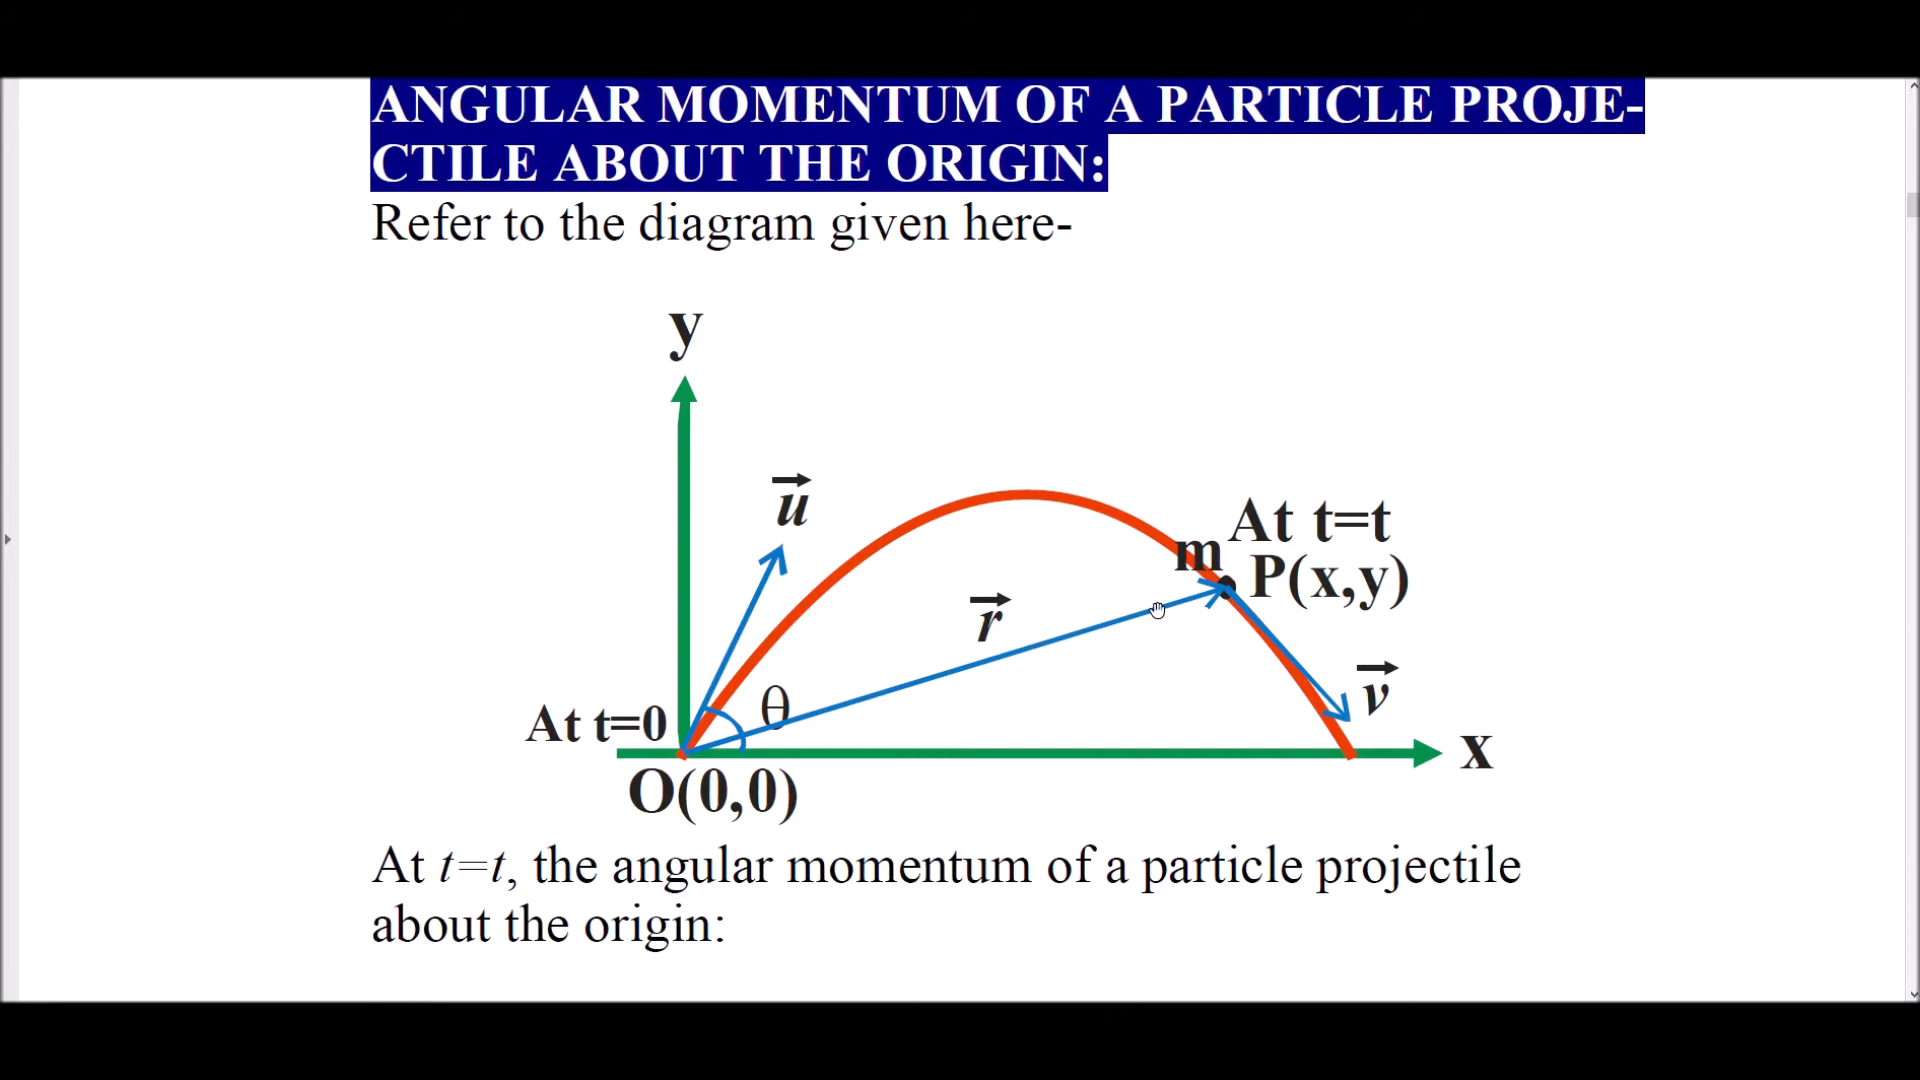 ANGULAR MOMENTUM OF A PARTICLE PROJE-
CTILE ABOUT THE ORIGIN:
Refer to the diagram given here-
y
u
At t=t
m
P(x,y)
r
v
θ
At t=0
x
O(0,0)
At t=t, the angular momentum of a particle projectile
about the origin: